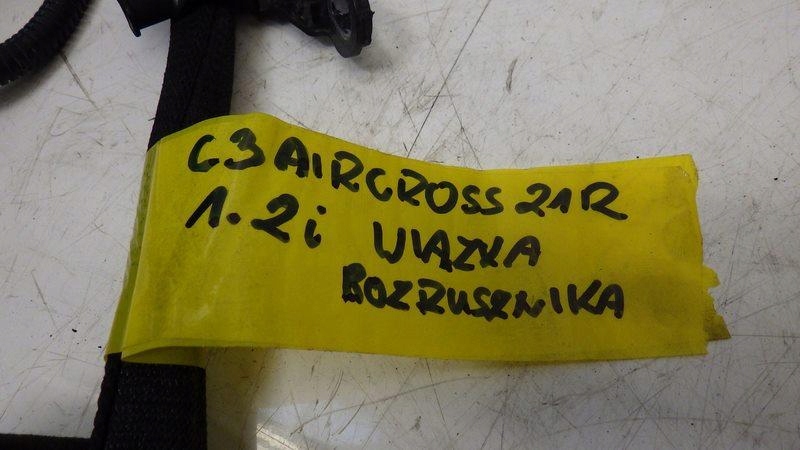 C3 AIRCROSS 21R
1.2i WIĄZKA
ROZRUSZNIKA